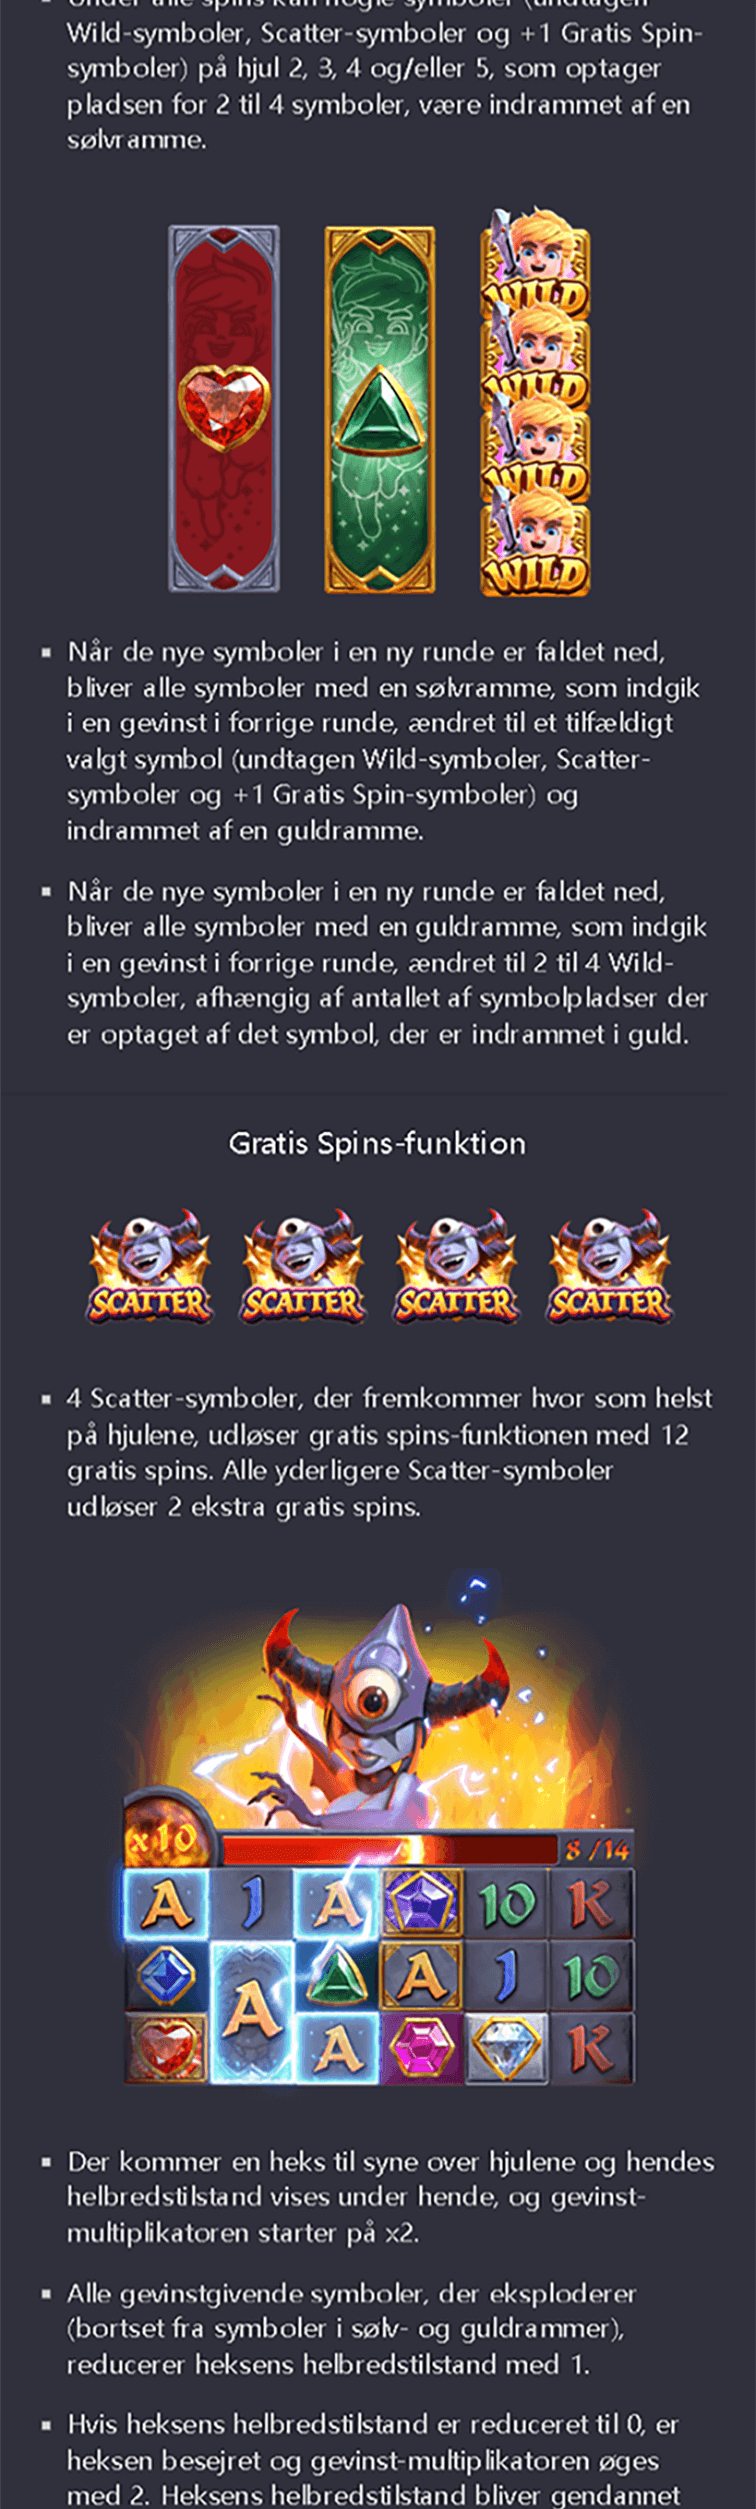 Under alle spins kan nogle symboler (undtagen
Wild-symboler, Scatter-symboler og +1 Gratis Spin-
symboler) på hjul 2, 3, 4 og/eller 5, som optager
pladsen for 2 til 4 symboler, være indrammet af en
sølvramme.
WILD
WILD
WILD
WILD
Når de nye symboler i en ny runde er faldet ned,
bliver alle symboler med en sølvramme, som indgik
i en gevinst i forrige runde, ændret til et tilfældigt
valgt symbol (undtagen Wild-symboler, Scatter-
symboler og +1 Gratis Spin-symboler) og
indrammet af en guldramme.
Når de nye symboler i en ny runde er faldet ned,
bliver alle symboler med en guldramme, som indgik
i en gevinst i forrige runde, ændret til 2 til 4 Wild-
symboler, afhængig af antallet af symbolpladser der
er optaget af det symbol, der er indrammet i guld.
Gratis Spins-funktion
SCATTER SCATTER SCATTER SCATTER
4 Scatter-symboler, der fremkommer hvor som helst
på hjulene, udløser gratis spins-funktionen med 12
gratis spins. Alle yderligere Scatter-symboler
udløser 2 ekstra gratis spins.
x10 8/14
A J A 10 K
A A J 10
A K
Der kommer en heks til syne over hjulene og hendes
helbredstilstand vises under hende, og gevinst-
multiplikatoren starter på x2.
Alle gevinstgivende symboler, der eksploderer
(bortset fra symboler i sølv- og guldrammer),
reducerer heksens helbredstilstand med 1.
Hvis heksens helbredstilstand er reduceret til 0, er
heksen besejret og gevinst-multiplikatoren øges
med 2. Heksens helbredstilstand bliver gendannet